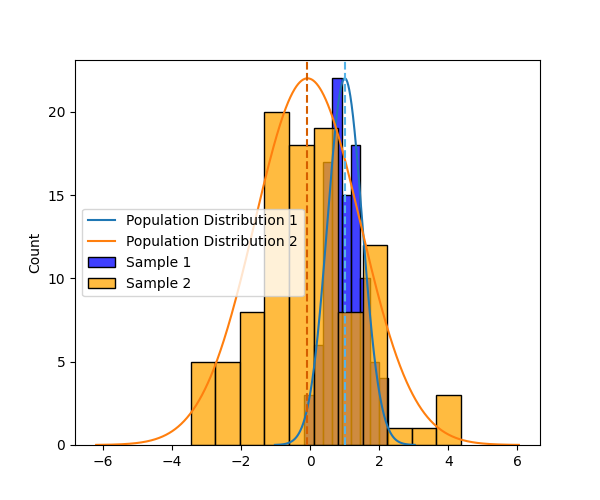 20
15
10
5
0
Count
Population Distribution 1
Population Distribution 2
Sample 1
Sample 2
−6 −4 −2 0 2 4 6